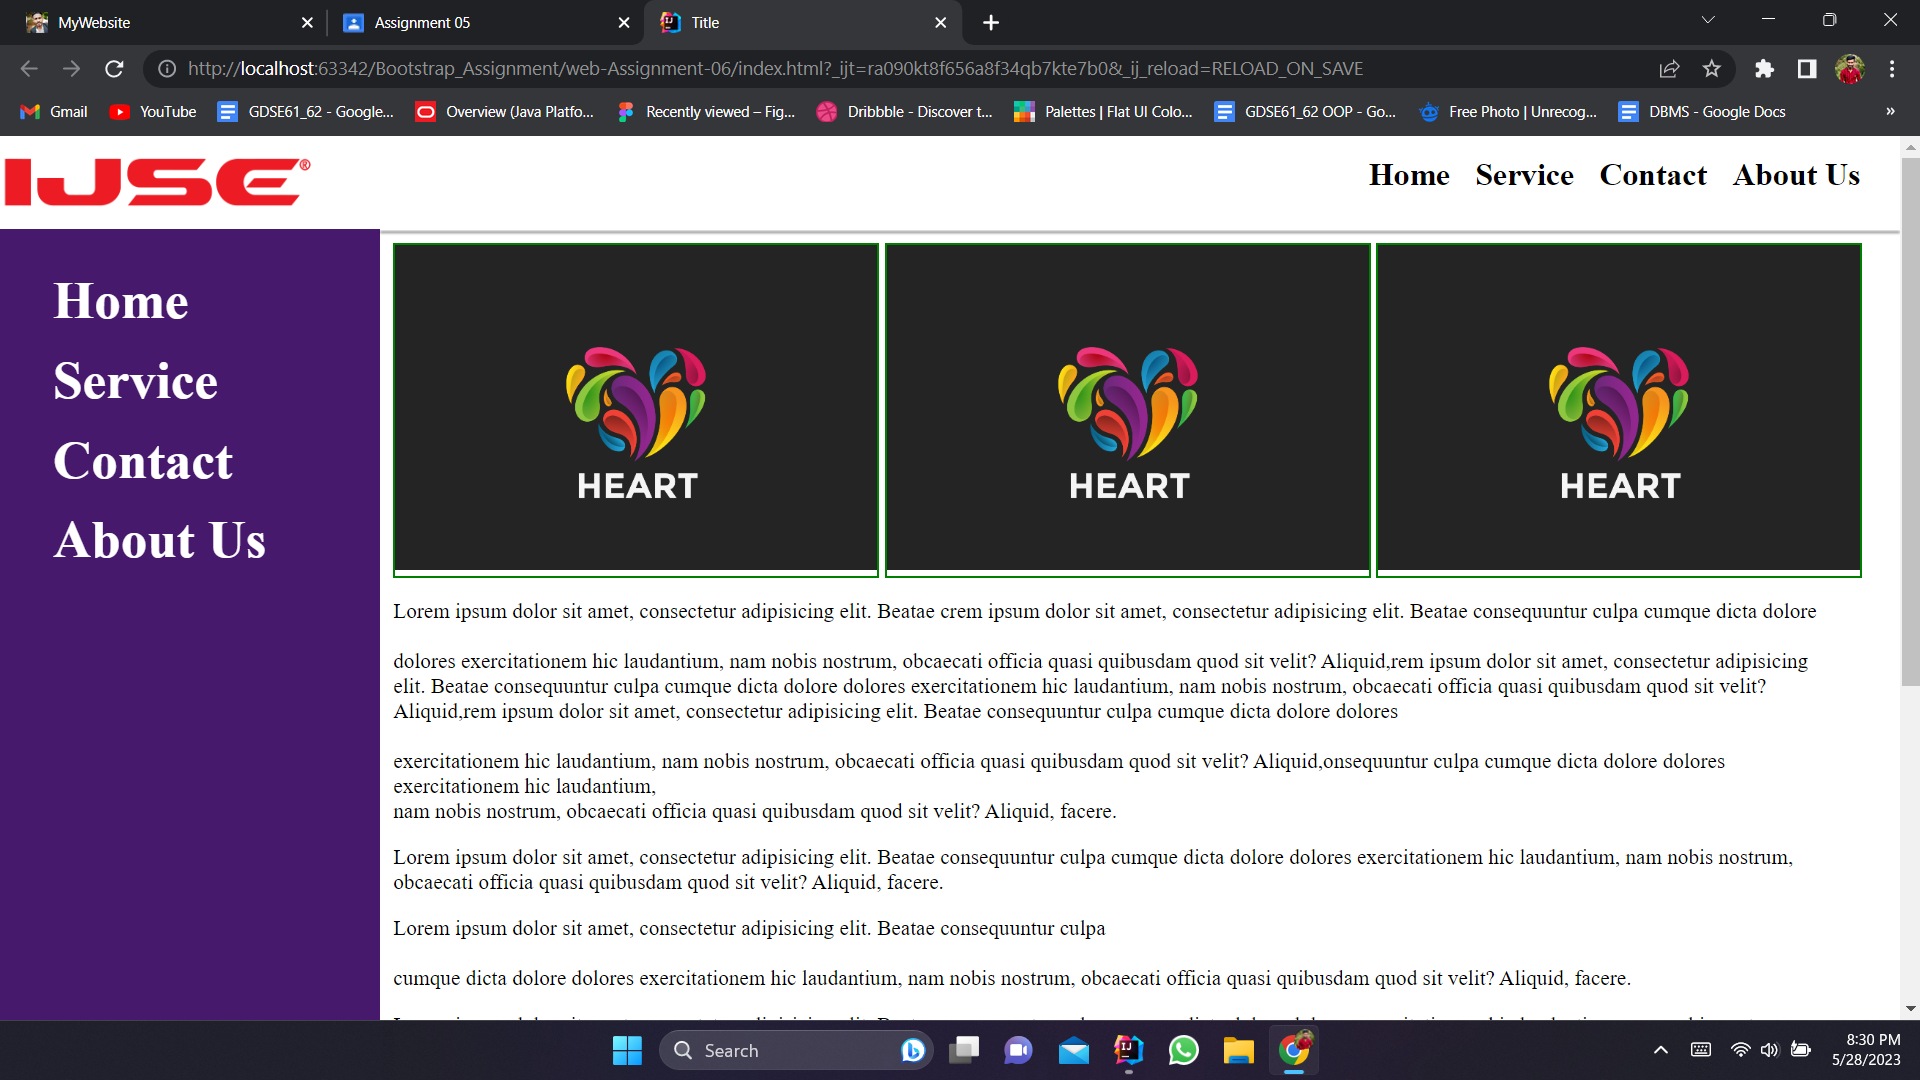 MyWebsite
Assignment 05
Title
http://localhost:63342/Bootstrap_Assignment/web-Assignment-06/index.html?_ijt=ra090kt8f656a8f34qb7kte7b0&_ij_reload=RELOAD_ON_SAVE
Gmail
YouTube
GDSE61_62 - Google...
Overview (Java Platfo...
Recently viewed – Fig...
Dribbble - Discover t...
Palettes | Flat UI Colo...
GDSE61_62 OOP - Go...
Free Photo | Unrecog...
DBMS - Google Docs
»
IJSE®
Home Service Contact About Us
Home
Service
Contact
About Us
HEART
HEART
HEART
Lorem ipsum dolor sit amet, consectetur adipisicing elit. Beatae crem ipsum dolor sit amet, consectetur adipisicing elit. Beatae consequuntur culpa cumque dicta dolore
dolores exercitationem hic laudantium, nam nobis nostrum, obcaecati officia quasi quibusdam quod sit velit? Aliquid,rem ipsum dolor sit amet, consectetur adipisicing
elit. Beatae consequuntur culpa cumque dicta dolore dolores exercitationem hic laudantium, nam nobis nostrum, obcaecati officia quasi quibusdam quod sit velit?
Aliquid,rem ipsum dolor sit amet, consectetur adipisicing elit. Beatae consequuntur culpa cumque dicta dolore dolores
exercitationem hic laudantium, nam nobis nostrum, obcaecati officia quasi quibusdam quod sit velit? Aliquid,onsequuntur culpa cumque dicta dolore dolores
exercitationem hic laudantium,
nam nobis nostrum, obcaecati officia quasi quibusdam quod sit velit? Aliquid, facere.
Lorem ipsum dolor sit amet, consectetur adipisicing elit. Beatae consequuntur culpa cumque dicta dolore dolores exercitationem hic laudantium, nam nobis nostrum,
obcaecati officia quasi quibusdam quod sit velit? Aliquid, facere.
Lorem ipsum dolor sit amet, consectetur adipisicing elit. Beatae consequuntur culpa
cumque dicta dolore dolores exercitationem hic laudantium, nam nobis nostrum, obcaecati officia quasi quibusdam quod sit velit? Aliquid, facere.
Search
8:30 PM
5/28/2023